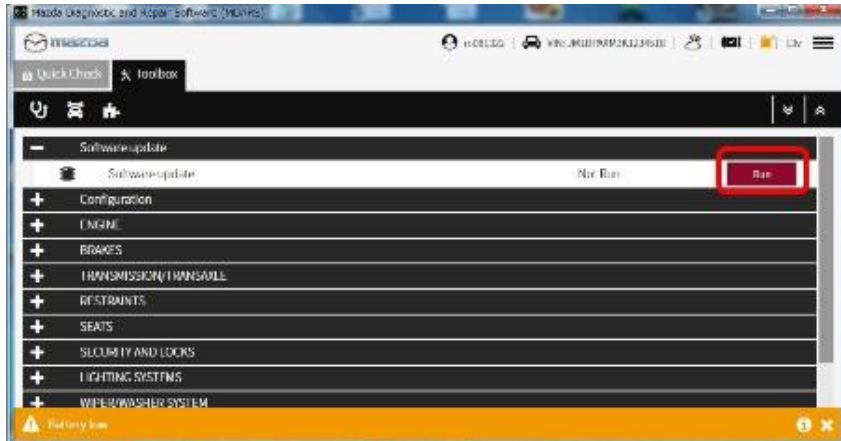 Mazda Diagnostic and Repair Software (MDARS)
mazda
Quick Check
Toolbox
Software update
Software update Not Run Run
Configuration
ENGINE
BRAKES
TRANSMISSION/TRANSAXLE
RESTRAINTS
SEATS
SECURITY AND LOCKS
LIGHTING SYSTEMS
WIPER/WASHER SYSTEM
Battery low